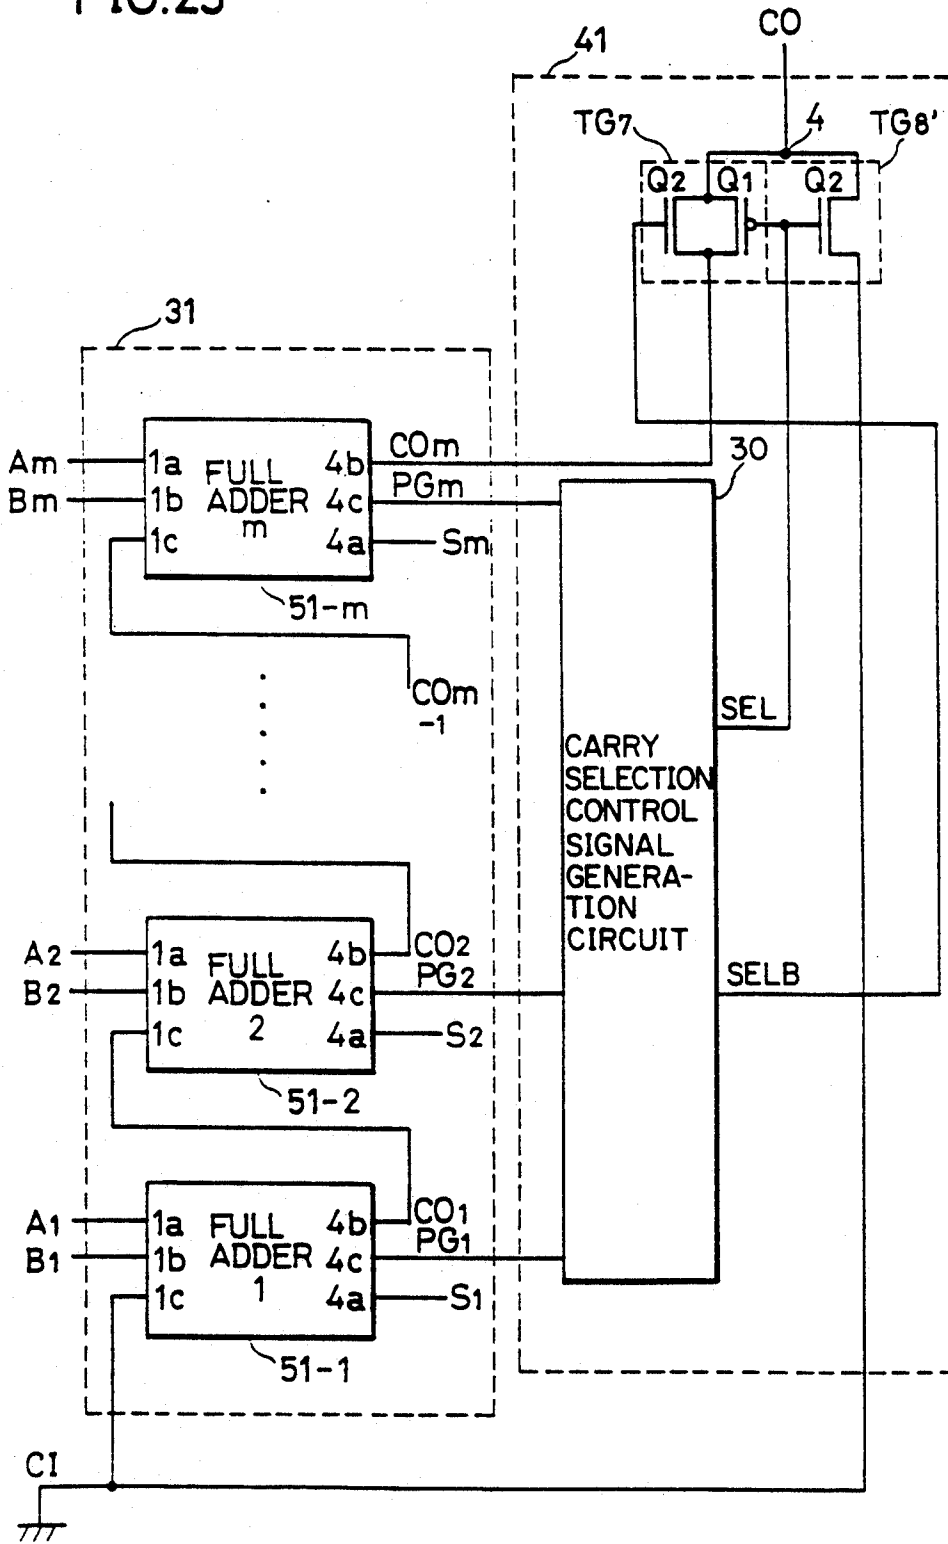 FIG.23
CO
41
TG7
4
TG8'
Q2
Q1
Q2
31
Am
Bm
1a
1b
1c
FULL
ADDER
m
4b
4c
4a
COm
PGm
Sm
51-m
30
COm
-1
SEL
CARRY
SELECTION
CONTROL
SIGNAL
GENERA-
TION
CIRCUIT
SELB
A2
B2
1a
1b
1c
FULL
ADDER
2
4b
4c
4a
CO2
PG2
S2
51-2
A1
B1
1a
1b
1c
FULL
ADDER
1
4b
4c
4a
CO1
PG1
S1
51-1
CI